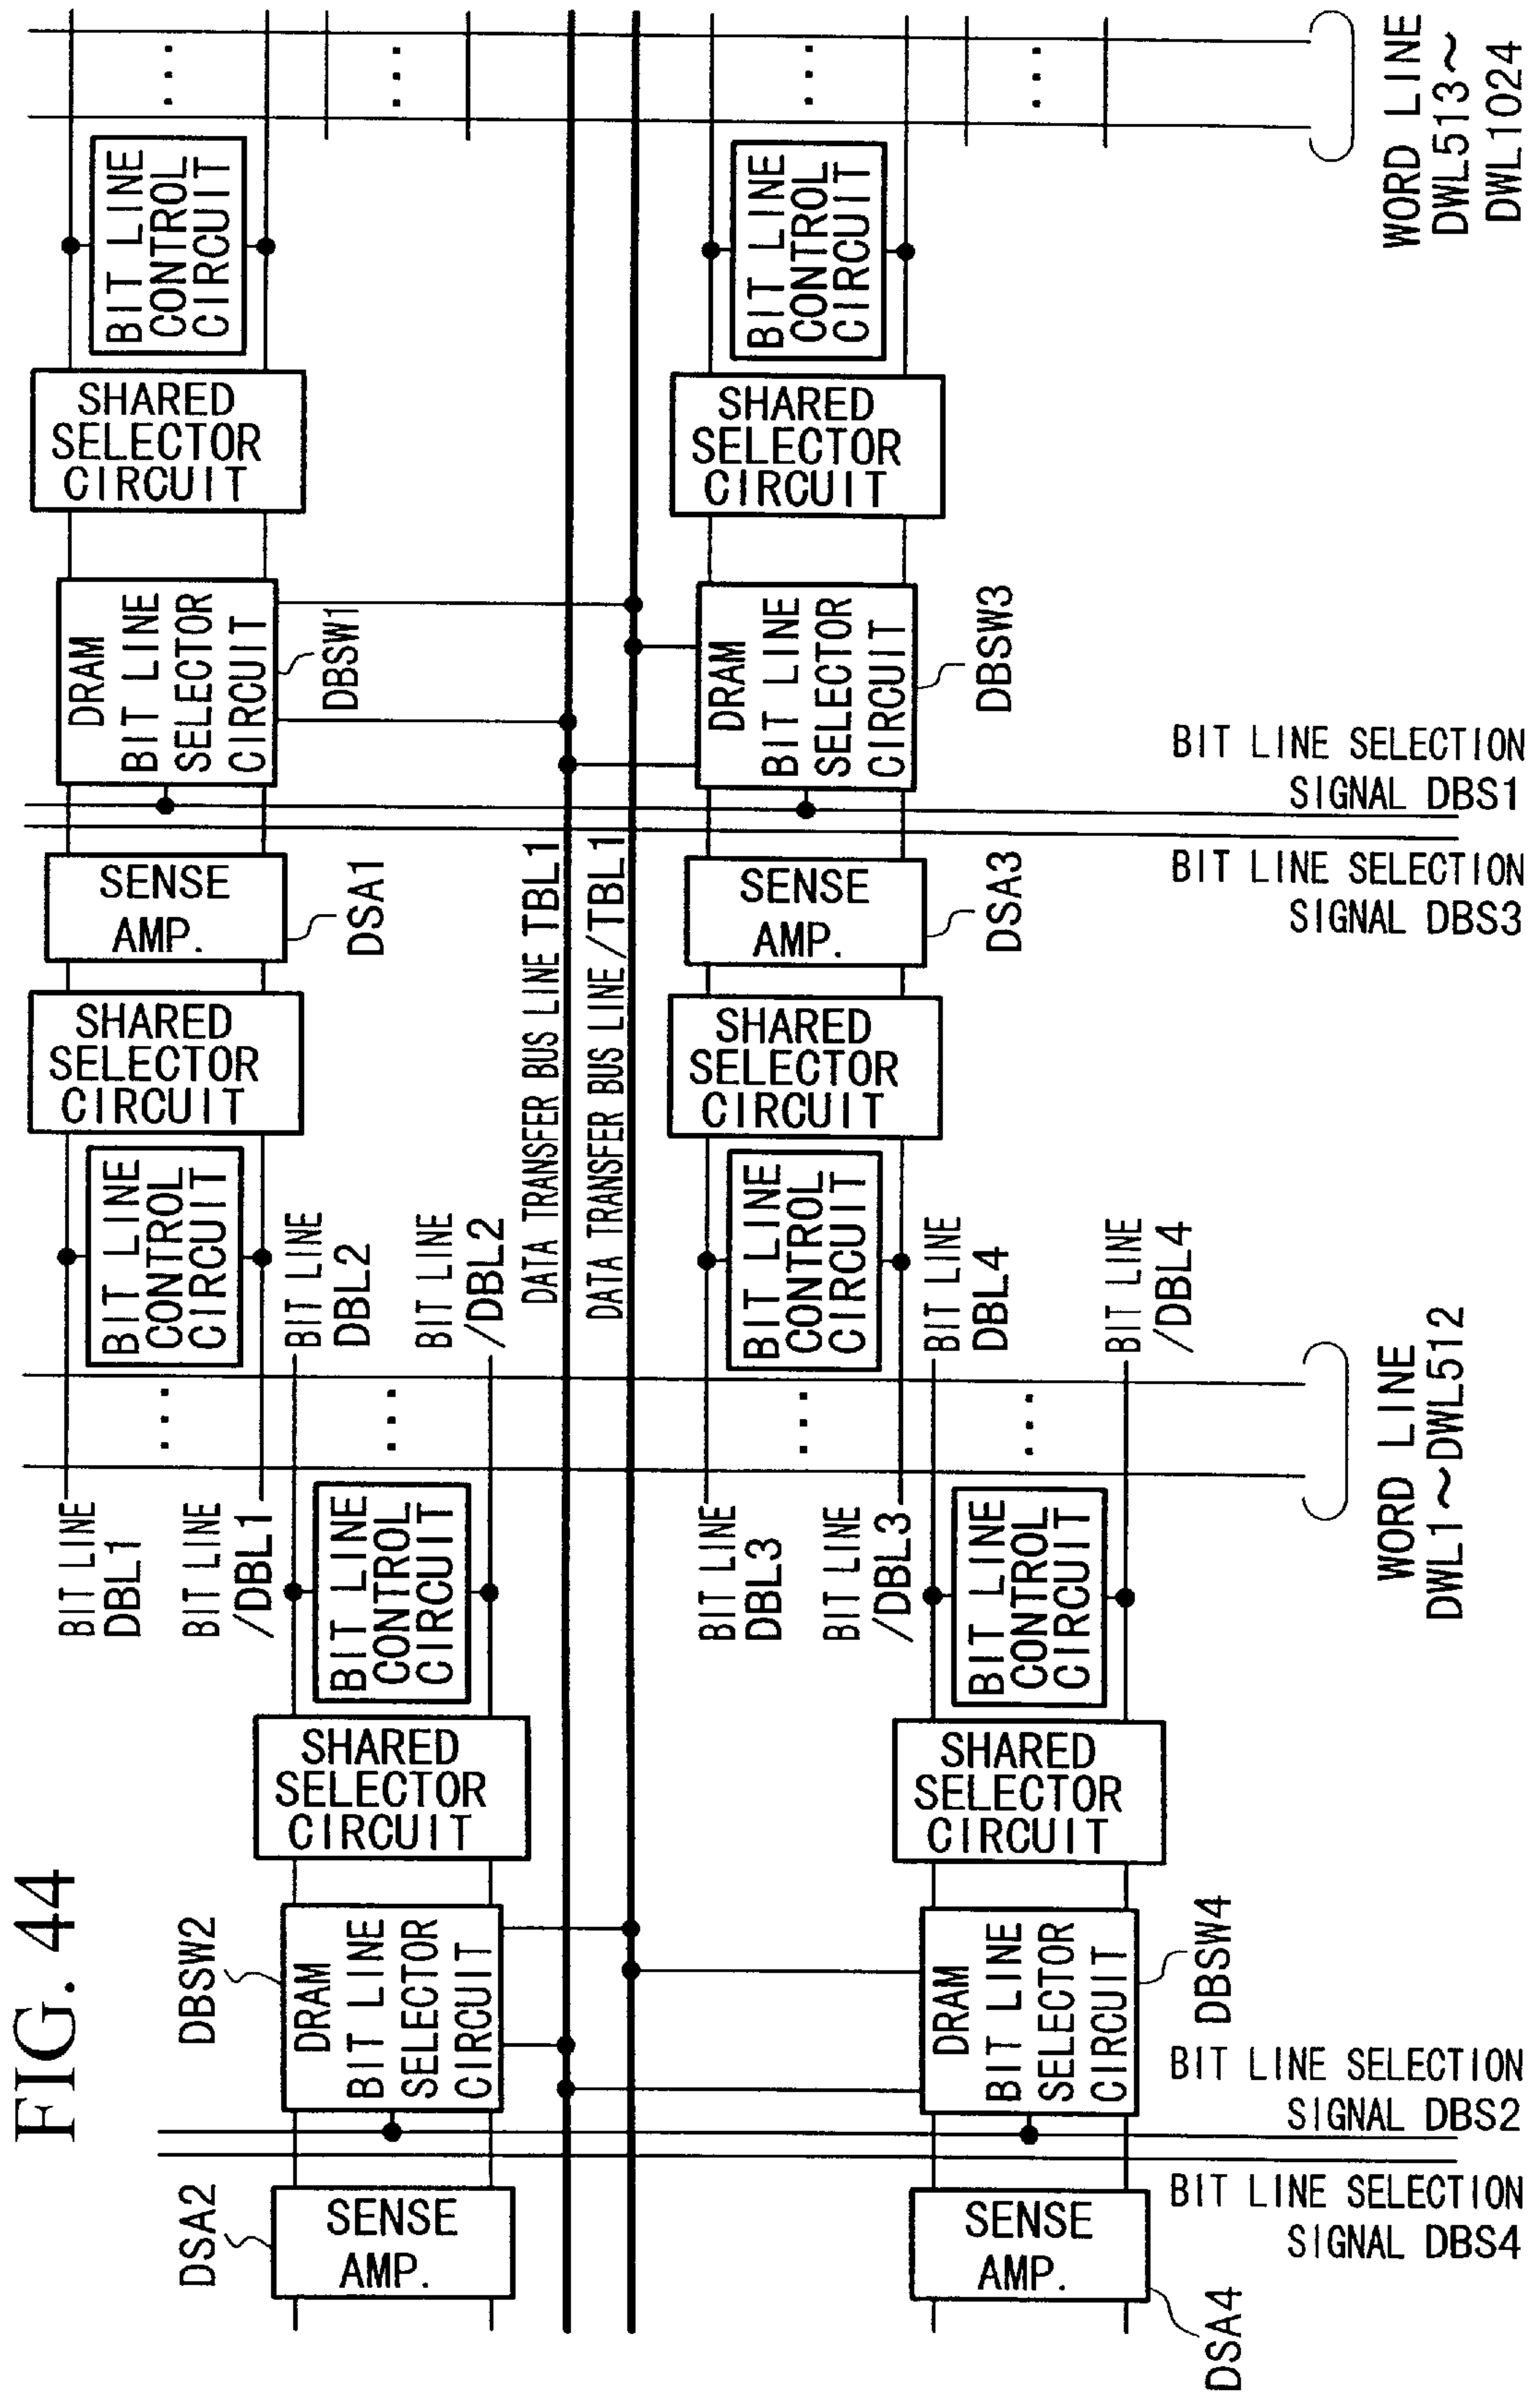 FIG. 44
BIT LINE
CONTROL
CIRCUIT
SHARED
SELECTOR
CIRCUIT
DRAM
BIT LINE
SELECTOR
CIRCUIT
DBSW1
SENSE
AMP.
DSA1
SHARED
SELECTOR
CIRCUIT
BIT LINE
CONTROL
CIRCUIT
BIT LINE
DBL1
BIT LINE
/DBL1
BIT LINE
DBL2
BIT LINE
/DBL2
BIT LINE
CONTROL
CIRCUIT
SHARED
SELECTOR
CIRCUIT
DBSW2
DRAM
BIT LINE
SELECTOR
CIRCUIT
DSA2
SENSE
AMP.
DATA TRANSFER BUS LINE TBL1
DATA TRANSFER BUS LINE/TBL1
BIT LINE
CONTROL
CIRCUIT
SHARED
SELECTOR
CIRCUIT
DRAM
BIT LINE
SELECTOR
CIRCUIT
DBSW3
SENSE
AMP.
DSA3
SHARED
SELECTOR
CIRCUIT
BIT LINE
CONTROL
CIRCUIT
BIT LINE
DBL3
BIT LINE
/DBL3
BIT LINE
DBL4
BIT LINE
/DBL4
BIT LINE
CONTROL
CIRCUIT
SHARED
SELECTOR
CIRCUIT
DRAM
BIT LINE
SELECTOR
CIRCUIT
DBSW4
SENSE
AMP.
DSA4
WORD LINE
DWL513~
DWL1024
BIT LINE SELECTION
SIGNAL DBS1
BIT LINE SELECTION
SIGNAL DBS3
WORD LINE
DWL1~DWL512
BIT LINE SELECTION
SIGNAL DBS2
BIT LINE SELECTION
SIGNAL DBS4